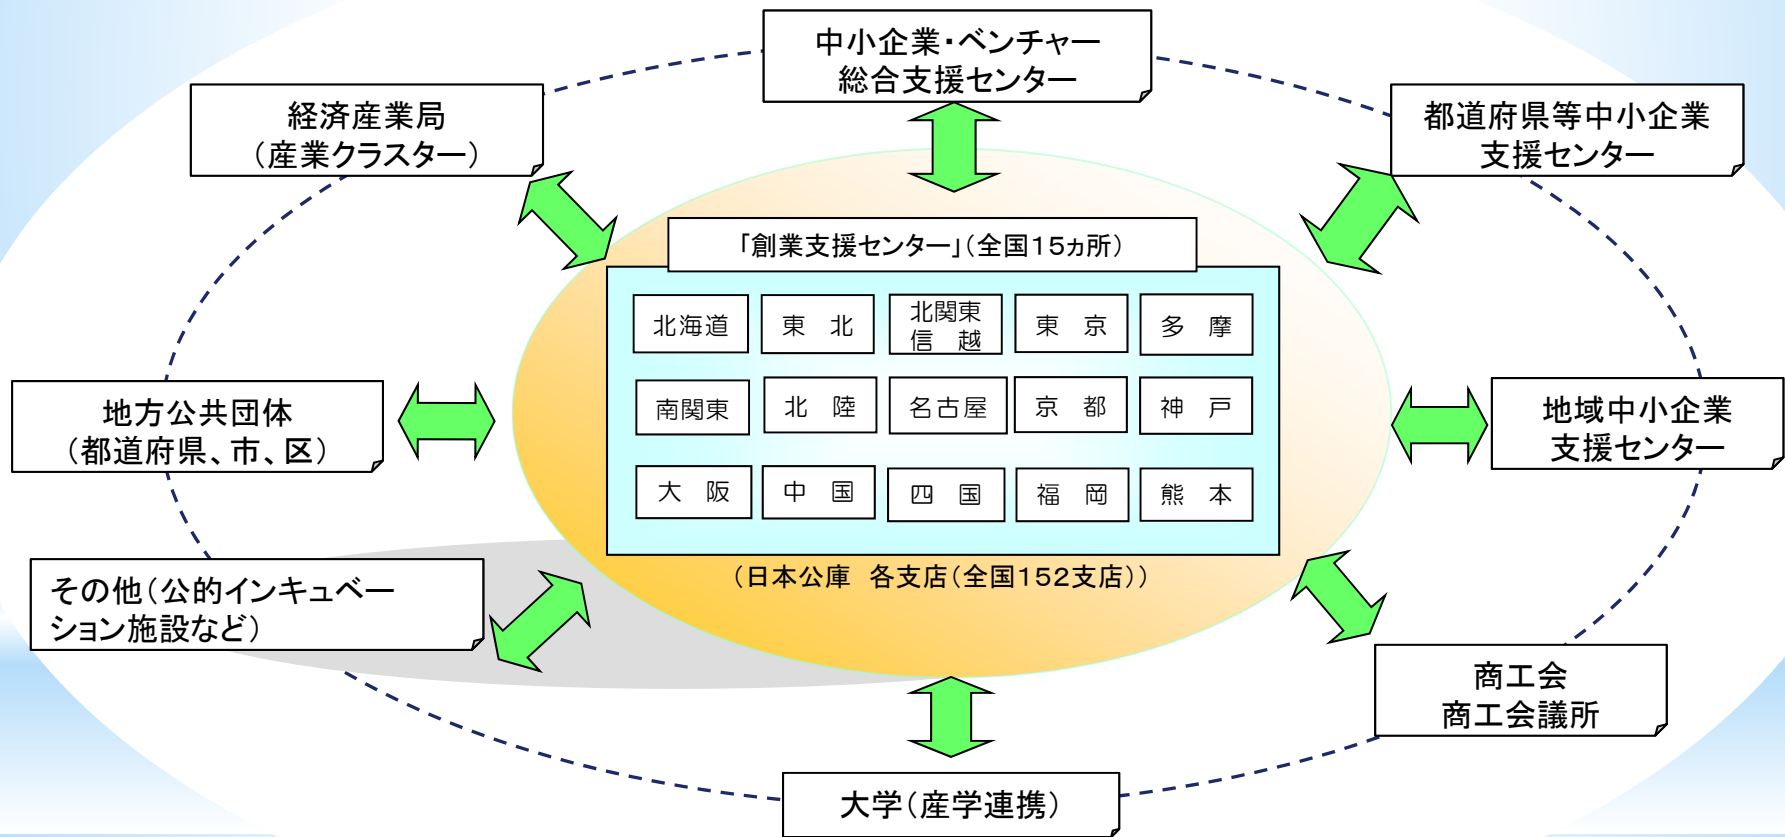 中小企業・ベンチャー
総合支援センター
経済産業局
（産業クラスター）
都道府県等中小企業
支援センター
「創業支援センター」（全国15ヵ所）
北海道
東　北
北関東
信　越
東　京
多　摩
南関東
北　陸
名古屋
京　都
神　戸
大　阪
中　国
四　国
福　岡
熊　本
（日本公庫　各支店（全国152支店））
地方公共団体
（都道府県、市、区）
地域中小企業
支援センター
その他（公的インキュベー
ション施設など）
商工会
商工会議所
大学（産学連携）